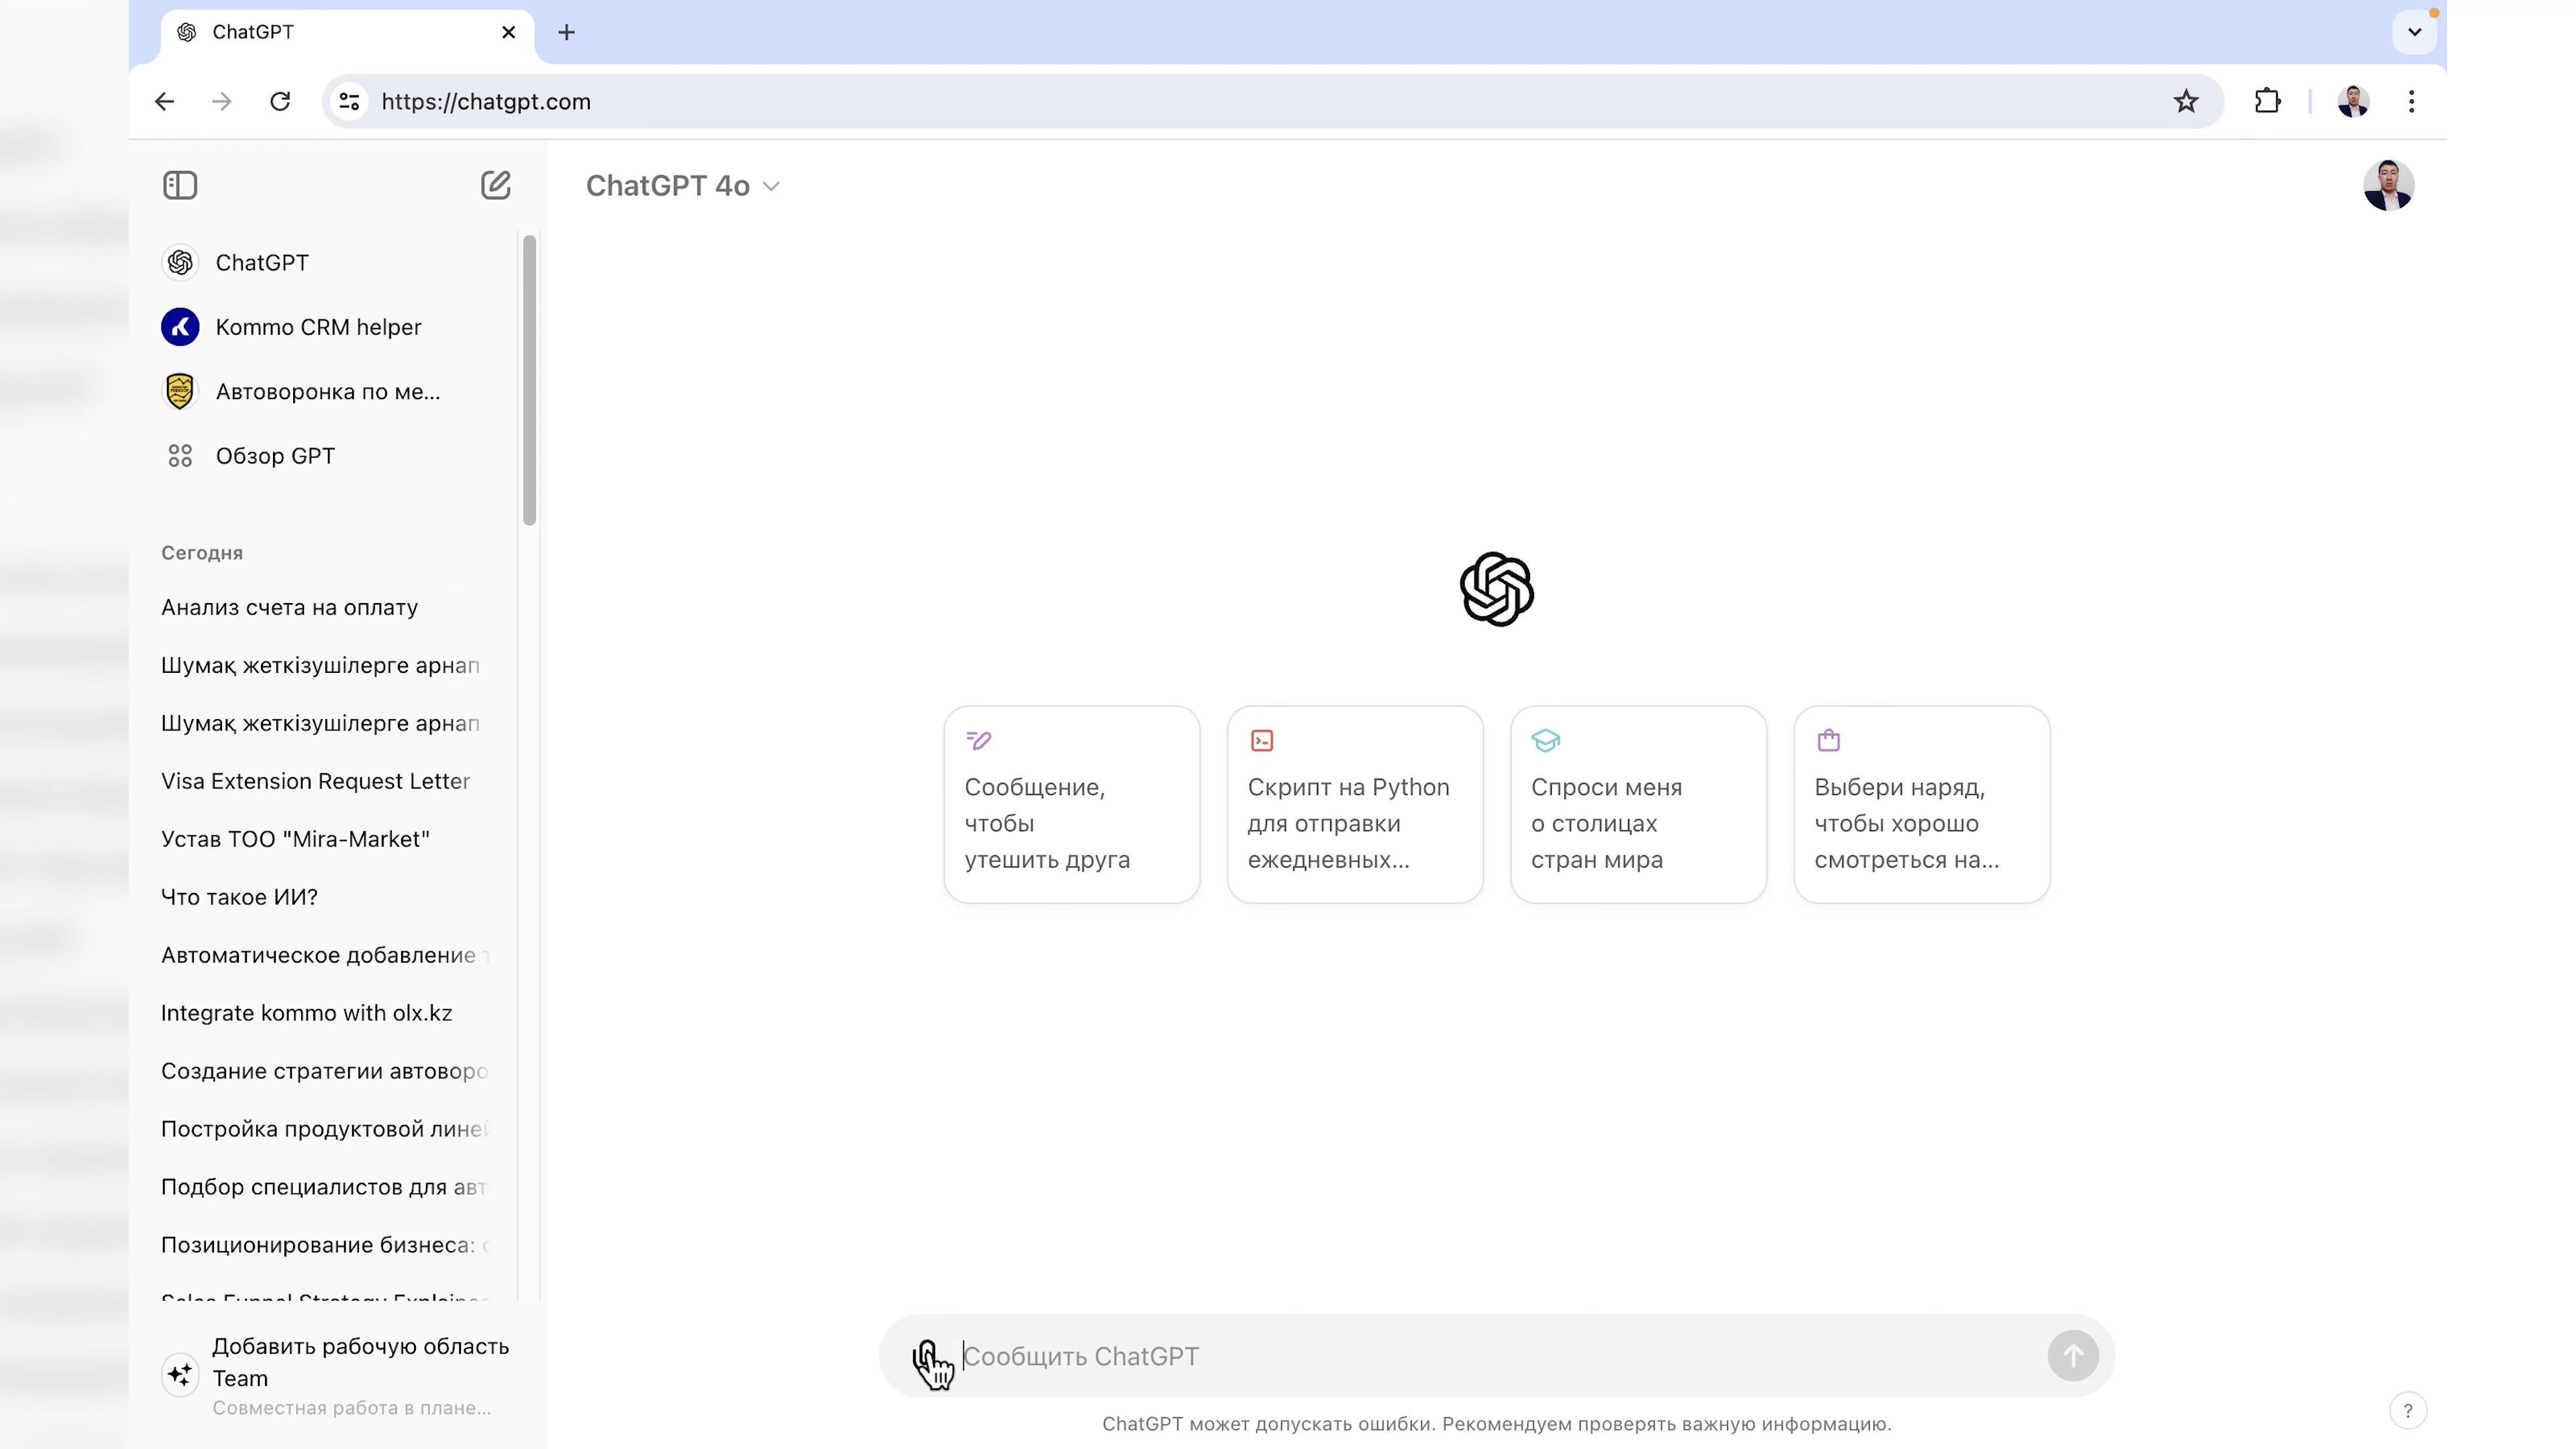 ChatGPT
https://chatgpt.com
ChatGPT 4o
ChatGPT
Kommo CRM helper
Автоворонка по ме...
Обзор GPT
Сегодня
Анализ счета на оплату
Шумақ жеткізушілерге арнап
Шумақ жеткізушілерге арнап
Visa Extension Request Letter
Устав ТОО "Mira-Market"
Что такое ИИ?
Автоматическое добавление
Integrate kommo with olx.kz
Создание стратегии автоворо
Постройка продуктовой линей
Подбор специалистов для авт
Позиционирование бизнеса:
Sales Funnel Strategy
Добавить рабочую область
Team
Совместная работа в плане...
Сообщение,
чтобы
утешить друга
Скрипт на Python
для отправки
ежедневных...
Спроси меня
о столицах
стран мира
Выбери наряд,
чтобы хорошо
смотреться на...
Сообщить ChatGPT
ChatGPT может допускать ошибки. Рекомендуем проверять важную информацию.
?